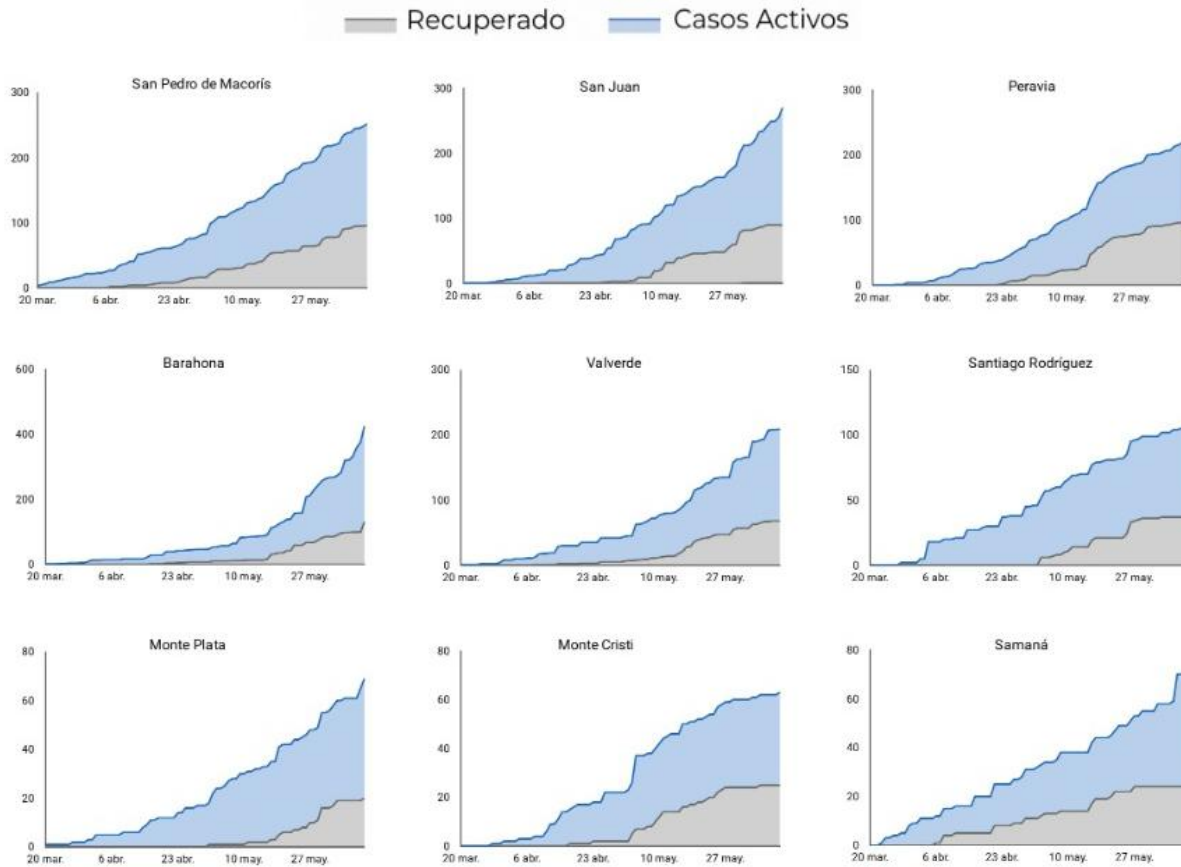 Recuperado Casos Activos
San Pedro de Macorís
300
200
100
0
20 mar. 6 abr. 23 abr. 10 may. 27 may.
San Juan
300
200
100
0
20 mar. 6 abr. 23 abr. 10 may. 27 may.
Peravia
300
200
100
0
20 mar. 6 abr. 23 abr. 10 may. 27 may.
Barahona
600
400
200
0
20 mar. 6 abr. 23 abr. 10 may. 27 may.
Valverde
300
200
100
0
20 mar. 6 abr. 23 abr. 10 may. 27 may.
Santiago Rodríguez
150
100
50
0
20 mar. 6 abr. 23 abr. 10 may. 27 may.
Monte Plata
80
60
40
20
0
20 mar. 6 abr. 23 abr. 10 may. 27 may.
Monte Cristi
80
60
40
20
0
20 mar. 6 abr. 23 abr. 10 may. 27 may.
Samaná
80
60
40
20
0
20 mar. 6 abr. 23 abr. 10 may. 27 may.